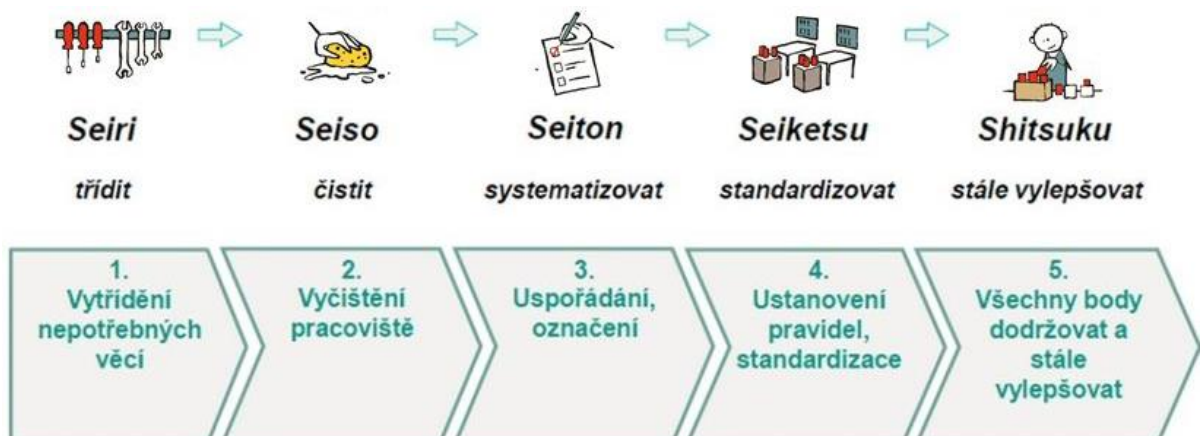 Seiri
Seiso
Seiton
Seiketsu
Shitsuku
třídit
čistit
systematizovat
standardizovat
stále vylepšovat
1.
Vytřídění
nepotřebných
věcí
2.
Vyčištění
pracoviště
3.
Uspořádání,
označení
4.
Ustanovení
pravidel,
standardizace
5.
Všechny body
dodržovat a
stále
vylepšovat